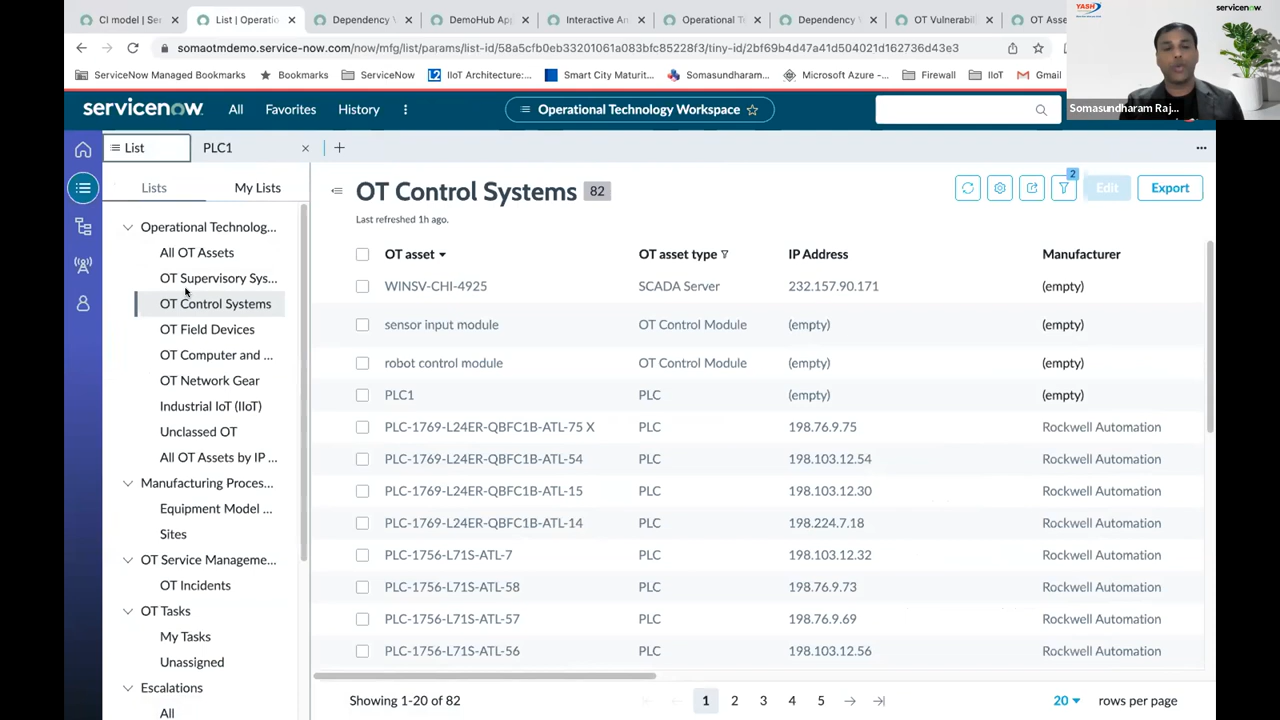 CI model | Ser
List | Operatio
Dependency V
DemoHub App
Interactive An
Operational Te
Dependency V
OT Vulnerabili
OT Asse
YASH
servicenow
somaotmdemo.service-now.com/now/mfg/list/params/list-id/58a5cfb0eb33201061a083bfc85228f3/tiny-id/2bf69b4d47a41d504021d162736d43e3
ServiceNow Managed Bookmarks
Bookmarks
ServiceNow
IIoT Architecture:...
Smart City Maturit...
Somasundharam...
Microsoft Azure -...
Firewall
IIoT
Gmail
Somasundharam Raj...
servicenow
All
Favorites
History
Operational Technology Workspace
List
PLC1
Lists
My Lists
Operational Technolog...
All OT Assets
OT Supervisory Sys...
OT Control Systems
OT Field Devices
OT Computer and ...
OT Network Gear
Industrial IoT (IIoT)
Unclassed OT
All OT Assets by IP ...
Manufacturing Proces...
Equipment Model ...
Sites
OT Service Manageme...
OT Incidents
OT Tasks
My Tasks
Unassigned
Escalations
All
OT Control Systems 82
Last refreshed 1h ago.
2
Edit
Export
OT asset OT asset type IP Address Manufacturer
WINSV-CHI-4925 SCADA Server 232.157.90.171 (empty)
sensor input module OT Control Module (empty) (empty)
robot control module OT Control Module (empty) (empty)
PLC1 PLC (empty) (empty)
PLC-1769-L24ER-QBFC1B-ATL-75 X PLC 198.76.9.75 Rockwell Automation
PLC-1769-L24ER-QBFC1B-ATL-54 PLC 198.103.12.54 Rockwell Automation
PLC-1769-L24ER-QBFC1B-ATL-15 PLC 198.103.12.30 Rockwell Automation
PLC-1769-L24ER-QBFC1B-ATL-14 PLC 198.224.7.18 Rockwell Automation
PLC-1756-L71S-ATL-7 PLC 198.103.12.32 Rockwell Automation
PLC-1756-L71S-ATL-58 PLC 198.76.9.73 Rockwell Automation
PLC-1756-L71S-ATL-57 PLC 198.76.9.69 Rockwell Automation
PLC-1756-L71S-ATL-56 PLC 198.103.12.56 Rockwell Automation
Showing 1-20 of 82
1 2 3 4 5
20 rows per page